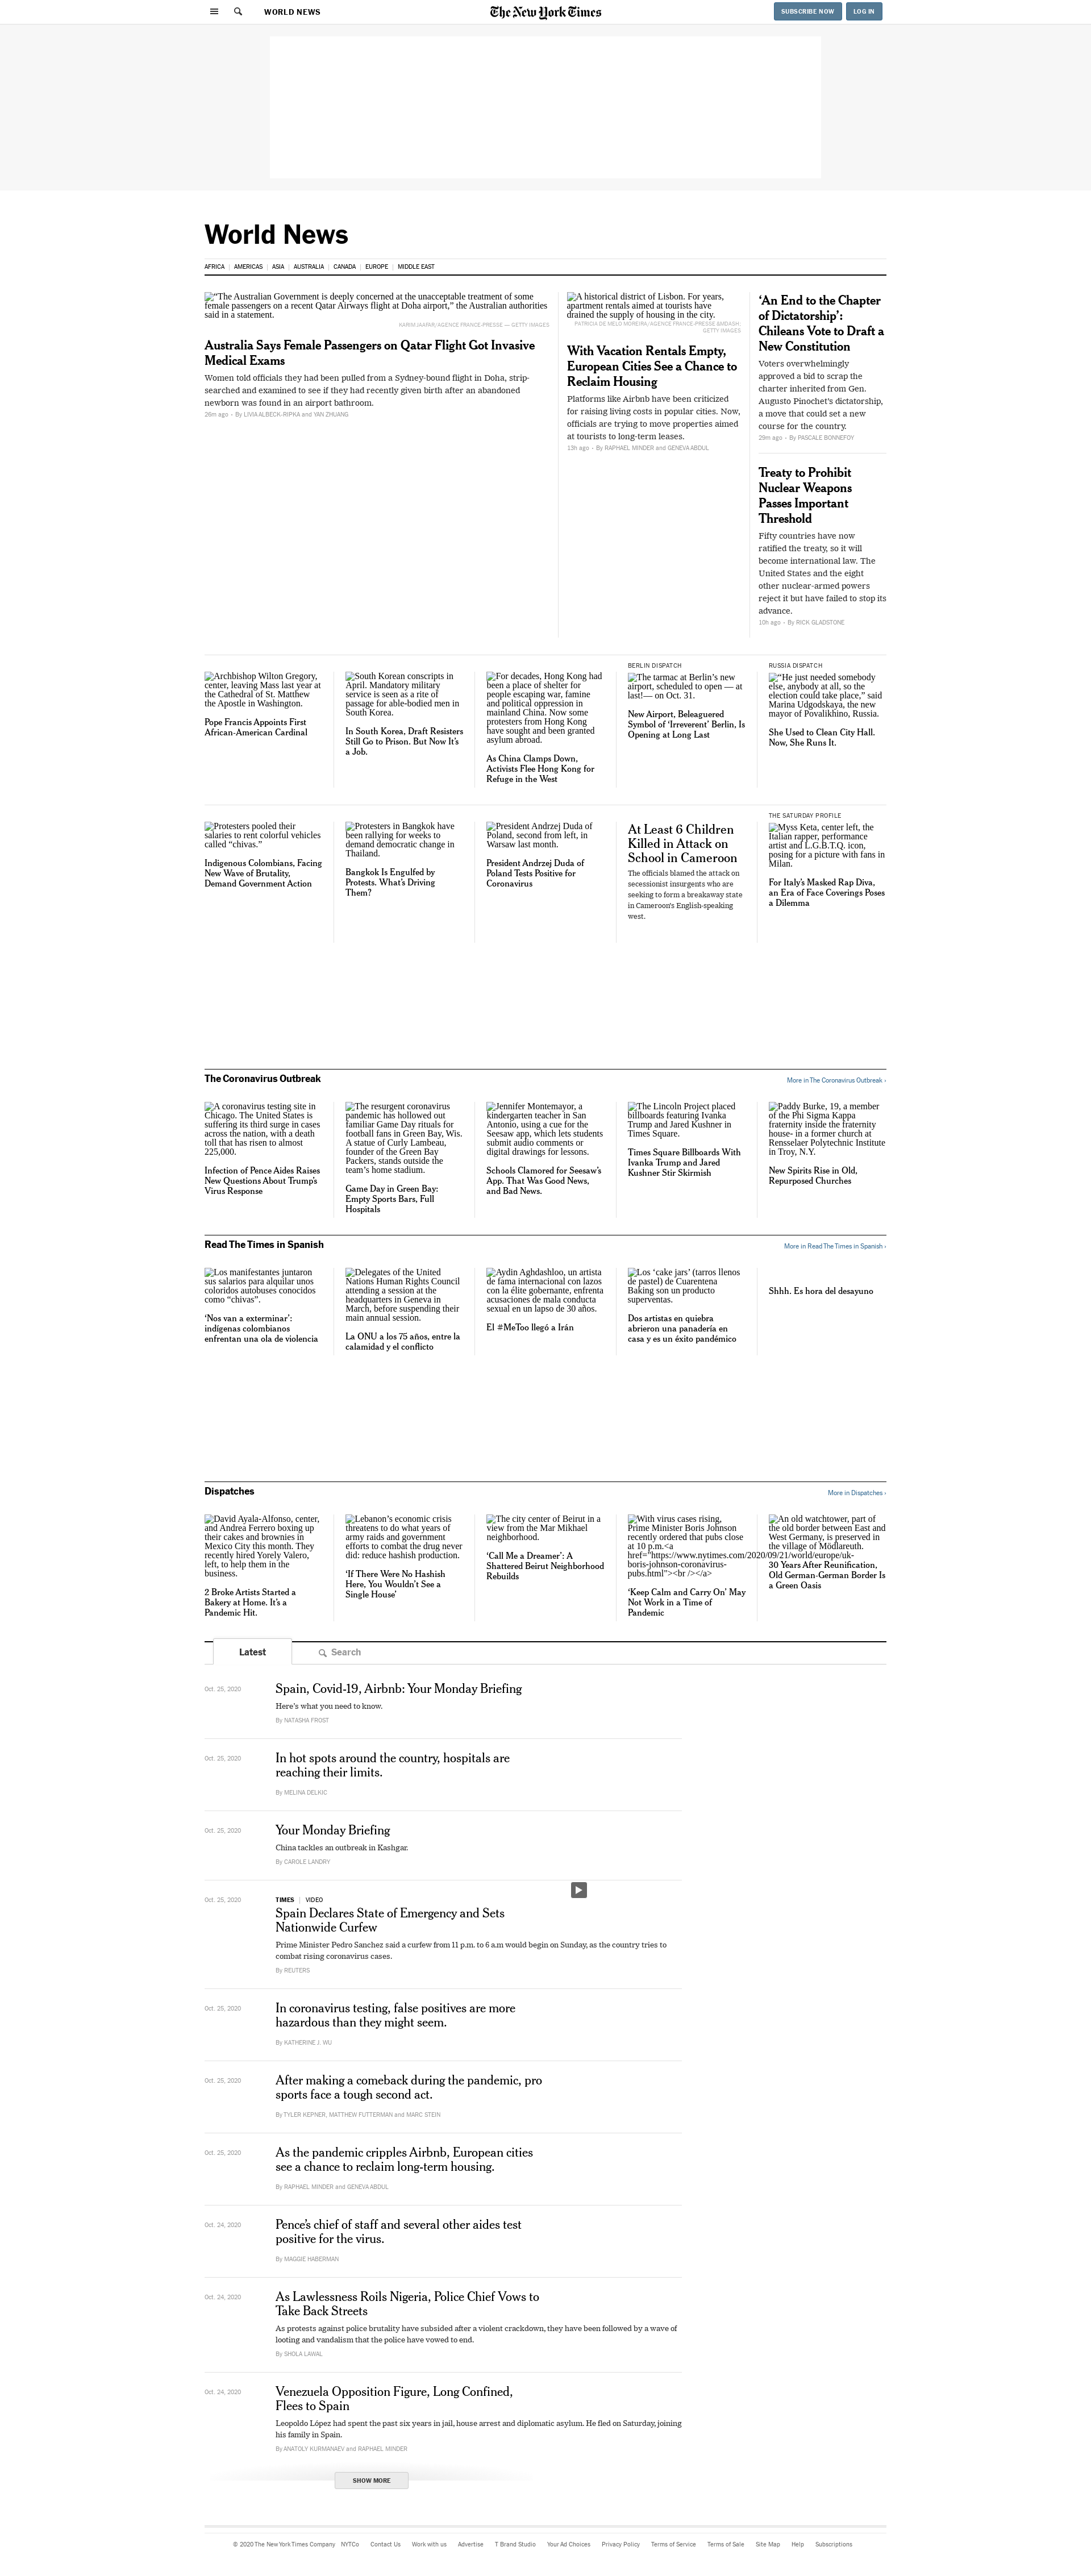 WORLD NEWS
The New York Times
SUBSCRIBE NOW
LOG IN
World News
AFRICA | AMERICAS | ASIA | AUSTRALIA | CANADA | EUROPE | MIDDLE EAST
“The Australian Government is deeply concerned at the unacceptable treatment of some
female passengers on a recent Qatar Airways flight at Doha airport,” the Australian authorities
said in a statement.
KARIM JAAFAR/AGENCE FRANCE-PRESSE — GETTY IMAGES
Australia Says Female Passengers on Qatar Flight Got Invasive
Medical Exams
Women told officials they had been pulled from a Sydney-bound flight in Doha, strip-
searched and examined to see if they had recently given birth after an abandoned
newborn was found in an airport bathroom.
26m ago • By LIVIA ALBECK-RIPKA and YAN ZHUANG
A historical district of Lisbon. For years,
apartment rentals aimed at tourists have
drained the supply of housing in the city.
PATRICIA DE MELO MOREIRA/AGENCE FRANCE-PRESSE &MDASH;
GETTY IMAGES
With Vacation Rentals Empty,
European Cities See a Chance to
Reclaim Housing
Platforms like Airbnb have been criticized
for raising living costs in popular cities. Now,
officials are trying to move properties aimed
at tourists to long-term leases.
13h ago • By RAPHAEL MINDER and GENEVA ABDUL
‘An End to the Chapter
of Dictatorship’:
Chileans Vote to Draft a
New Constitution
Voters overwhelmingly
approved a bid to scrap the
charter inherited from Gen.
Augusto Pinochet’s dictatorship,
a move that could set a new
course for the country.
29m ago • By PASCALE BONNEFOY
Treaty to Prohibit
Nuclear Weapons
Passes Important
Threshold
Fifty countries have now
ratified the treaty, so it will
become international law. The
United States and the eight
other nuclear-armed powers
reject it but have failed to stop its
advance.
10h ago • By RICK GLADSTONE
Archbishop Wilton Gregory,
center, leaving Mass last year at
the Cathedral of St. Matthew
the Apostle in Washington.
Pope Francis Appoints First
African-American Cardinal
South Korean conscripts in
April. Mandatory military
service is seen as a rite of
passage for able-bodied men in
South Korea.
In South Korea, Draft Resisters
Still Go to Prison. But Now It’s
a Job.
For decades, Hong Kong had
been a place of shelter for
people escaping war, famine
and political oppression in
mainland China. Now some
protesters from Hong Kong
have sought and been granted
asylum abroad.
As China Clamps Down,
Activists Flee Hong Kong for
Refuge in the West
BERLIN DISPATCH
The tarmac at Berlin’s new
airport, scheduled to open — at
last!— on Oct. 31.
New Airport, Beleaguered
Symbol of ‘Irreverent’ Berlin, Is
Opening at Long Last
RUSSIA DISPATCH
“He just needed somebody
else, anybody at all, so the
election could take place,” said
Marina Udgodskaya, the new
mayor of Povalikhino, Russia.
She Used to Clean City Hall.
Now, She Runs It.
Protesters pooled their
salaries to rent colorful vehicles
called “chivas.”
Indigenous Colombians, Facing
New Wave of Brutality,
Demand Government Action
Protesters in Bangkok have
been rallying for weeks to
demand democratic change in
Thailand.
Bangkok Is Engulfed by
Protests. What’s Driving
Them?
President Andrzej Duda of
Poland, second from left, in
Warsaw last month.
President Andrzej Duda of
Poland Tests Positive for
Coronavirus
At Least 6 Children
Killed in Attack on
School in Cameroon
The officials blamed the attack on
secessionist insurgents who are
seeking to form a breakaway state
in Cameroon’s English-speaking
west.
THE SATURDAY PROFILE
Myss Keta, center left, the
Italian rapper, performance
artist and L.G.B.T.Q. icon,
posing for a picture with fans in
Milan.
For Italy’s Masked Rap Diva,
an Era of Face Coverings Poses
a Dilemma
The Coronavirus Outbreak
More in The Coronavirus Outbreak ›
A coronavirus testing site in
Chicago. The United States is
suffering its third surge in cases
across the nation, with a death
toll that has risen to almost
225,000.
Infection of Pence Aides Raises
New Questions About Trump’s
Virus Response
The resurgent coronavirus
pandemic has hollowed out
familiar Game Day rituals for
football fans in Green Bay, Wis.
A statue of Curly Lambeau,
founder of the Green Bay
Packers, stands outside the
team’s home stadium.
Game Day in Green Bay:
Empty Sports Bars, Full
Hospitals
Jennifer Montemayor, a
kindergarten teacher in San
Antonio, using a cue for the
Seesaw app, which lets students
submit audio comments or
digital drawings for lessons.
Schools Clamored for Seesaw’s
App. That Was Good News,
and Bad News.
The Lincoln Project placed
billboards featuring Ivanka
Trump and Jared Kushner in
Times Square.
Times Square Billboards With
Ivanka Trump and Jared
Kushner Stir Skirmish
Paddy Burke, 19, a member
of the Phi Sigma Kappa
fraternity inside the fraternity
house- in a former church at
Rensselaer Polytechnic Institute
in Troy, N.Y.
New Spirits Rise in Old,
Repurposed Churches
Read The Times in Spanish
More in Read The Times in Spanish ›
Los manifestantes juntaron
sus salarios para alquilar unos
coloridos autobuses conocidos
como “chivas”.
‘Nos van a exterminar’:
indígenas colombianos
enfrentan una ola de violencia
Delegates of the United
Nations Human Rights Council
attending a session at the
headquarters in Geneva in
March, before suspending their
main annual session.
La ONU a los 75 años, entre la
calamidad y el conflicto
Aydin Aghdashloo, un artista
de fama internacional con lazos
con la élite gobernante, enfrenta
acusaciones de mala conducta
sexual en un lapso de 30 años.
El #MeToo llegó a Irán
Los ‘cake jars’ (tarros llenos
de pastel) de Cuarentena
Baking son un producto
superventas.
Dos artistas en quiebra
abrieron una panadería en
casa y es un éxito pandémico
Shhh. Es hora del desayuno
Dispatches
More in Dispatches ›
David Ayala-Alfonso, center,
and Andrea Ferrero boxing up
their cakes and brownies in
Mexico City this month. They
recently hired Yorely Valero,
left, to help them in the
business.
2 Broke Artists Started a
Bakery at Home. It’s a
Pandemic Hit.
Lebanon’s economic crisis
threatens to do what years of
army raids and government
efforts to combat the drug never
did: reduce hashish production.
‘If There Were No Hashish
Here, You Wouldn’t See a
Single House’
The city center of Beirut in a
view from the Mar Mikhael
neighborhood.
‘Call Me a Dreamer’: A
Shattered Beirut Neighborhood
Rebuilds
With virus cases rising,
Prime Minister Boris Johnson
recently ordered that pubs close
at 10 p.m.<a
href="https://www.nytimes.com/2020/09/21/world/europe/uk-
boris-johnson-coronavirus-
pubs.html"><br /></a>
‘Keep Calm and Carry On’ May
Not Work in a Time of
Pandemic
An old watchtower, part of
the old border between East and
West Germany, is preserved in
the village of Mödlareuth.
30 Years After Reunification,
Old German-German Border Is
a Green Oasis
Latest
Search
Oct. 25, 2020
Spain, Covid-19, Airbnb: Your Monday Briefing
Here’s what you need to know.
By NATASHA FROST
Oct. 25, 2020
In hot spots around the country, hospitals are
reaching their limits.
By MELINA DELKIC
Oct. 25, 2020
Your Monday Briefing
China tackles an outbreak in Kashgar.
By CAROLE LANDRY
Oct. 25, 2020
TIMES | VIDEO
Spain Declares State of Emergency and Sets
Nationwide Curfew
Prime Minister Pedro Sanchez said a curfew from 11 p.m. to 6 a.m would begin on Sunday, as the country tries to
combat rising coronavirus cases.
By REUTERS
Oct. 25, 2020
In coronavirus testing, false positives are more
hazardous than they might seem.
By KATHERINE J. WU
Oct. 25, 2020
After making a comeback during the pandemic, pro
sports face a tough second act.
By TYLER KEPNER, MATTHEW FUTTERMAN and MARC STEIN
Oct. 25, 2020
As the pandemic cripples Airbnb, European cities
see a chance to reclaim long-term housing.
By RAPHAEL MINDER and GENEVA ABDUL
Oct. 24, 2020
Pence’s chief of staff and several other aides test
positive for the virus.
By MAGGIE HABERMAN
Oct. 24, 2020
As Lawlessness Roils Nigeria, Police Chief Vows to
Take Back Streets
As protests against police brutality have subsided after a violent crackdown, they have been followed by a wave of
looting and vandalism that the police have vowed to end.
By SHOLA LAWAL
Oct. 24, 2020
Venezuela Opposition Figure, Long Confined,
Flees to Spain
Leopoldo López had spent the past six years in jail, house arrest and diplomatic asylum. He fled on Saturday, joining
his family in Spain.
By ANATOLY KURMANAEV and RAPHAEL MINDER
SHOW MORE
© 2020 The New York Times Company NYTCo Contact Us Work with us Advertise T Brand Studio Your Ad Choices Privacy Policy Terms of Service Terms of Sale Site Map Help Subscriptions